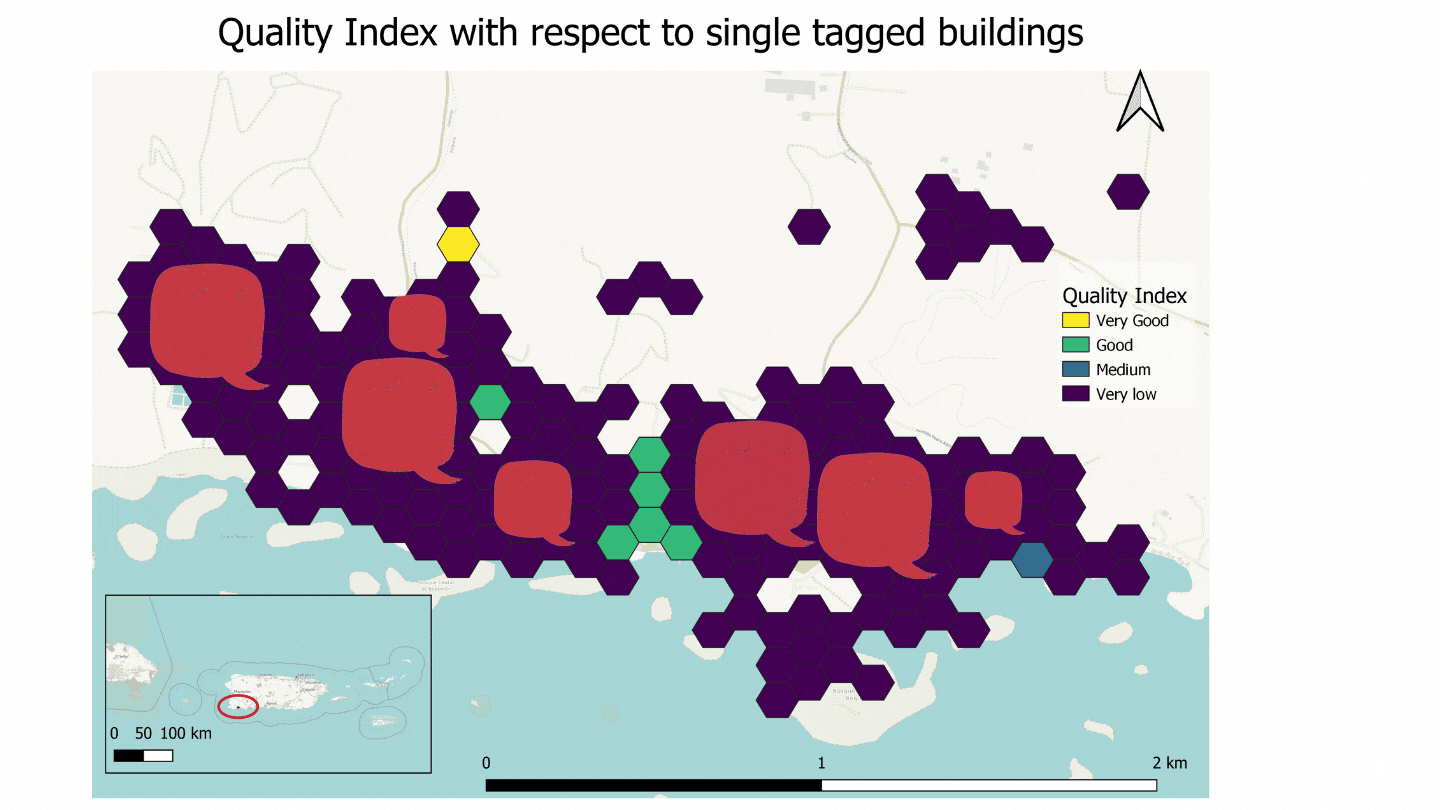 Quality Index with respect to single tagged buildings
Quality Index
Very Good
Good
Medium
Very low
0 50 100 km
0 1 2 km